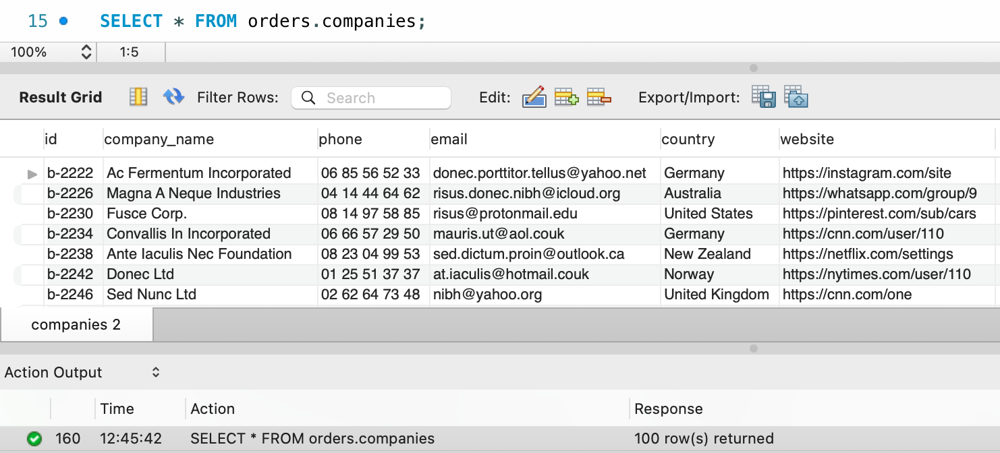 15 SELECT * FROM orders.companies;
100% 1:5
Result Grid Filter Rows: Search Edit: Export/Import:
id company_name phone email country website
b-2222 Ac Fermentum Incorporated 06 85 56 52 33 donec.porttitor.tellus@yahoo.net Germany https://instagram.com/site
b-2226 Magna A Neque Industries 04 14 44 64 62 risus.donec.nibh@icloud.org Australia https://whatsapp.com/group/9
b-2230 Fusce Corp. 08 14 97 58 85 risus@protonmail.edu United States https://pinterest.com/sub/cars
b-2234 Convallis In Incorporated 06 66 57 29 50 mauris.ut@aol.couk Germany https://cnn.com/user/110
b-2238 Ante Iaculis Nec Foundation 08 23 04 99 53 sed.dictum.proin@outlook.ca New Zealand https://netflix.com/settings
b-2242 Donec Ltd 01 25 51 37 37 at.iaculis@hotmail.couk Norway https://nytimes.com/user/110
b-2246 Sed Nunc Ltd 02 62 64 73 48 nibh@yahoo.org United Kingdom https://cnn.com/one
companies 2
Action Output
Time Action Response
160 12:45:42 SELECT * FROM orders.companies 100 row(s) returned